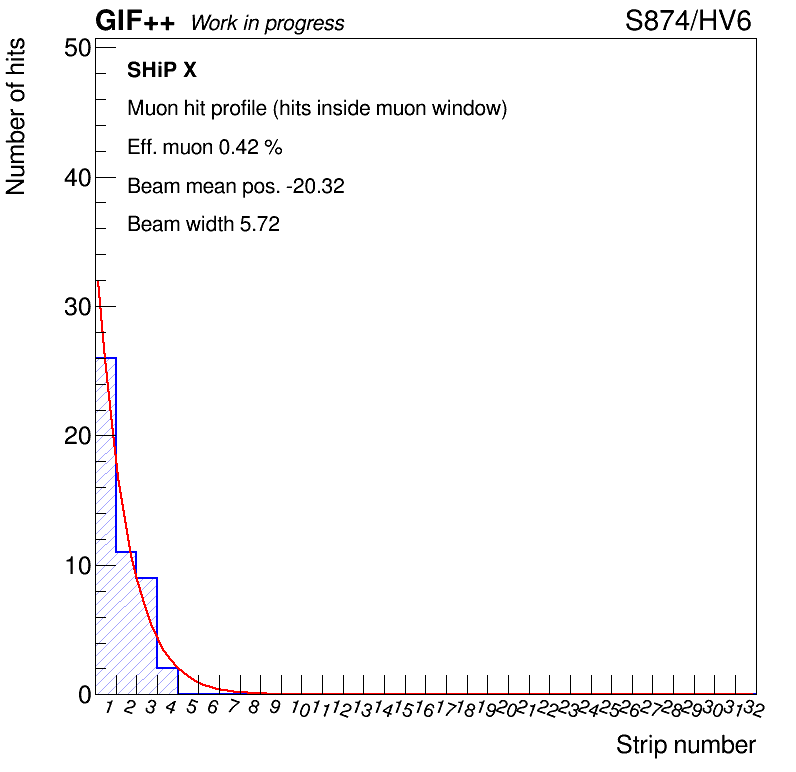 GIF++ Work in progress S874/HV6
Number of hits
SHiP X
Muon hit profile (hits inside muon window)
Eff. muon 0.42 %
Beam mean pos. -20.32
Beam width 5.72
50
40
30
20
10
0
1 2 3 4 5 6 7 8 9 10 11 12 13 14 15 16 17 18 19 20 21 22 23 24 25 26 27 28 29 30 31 32
Strip number